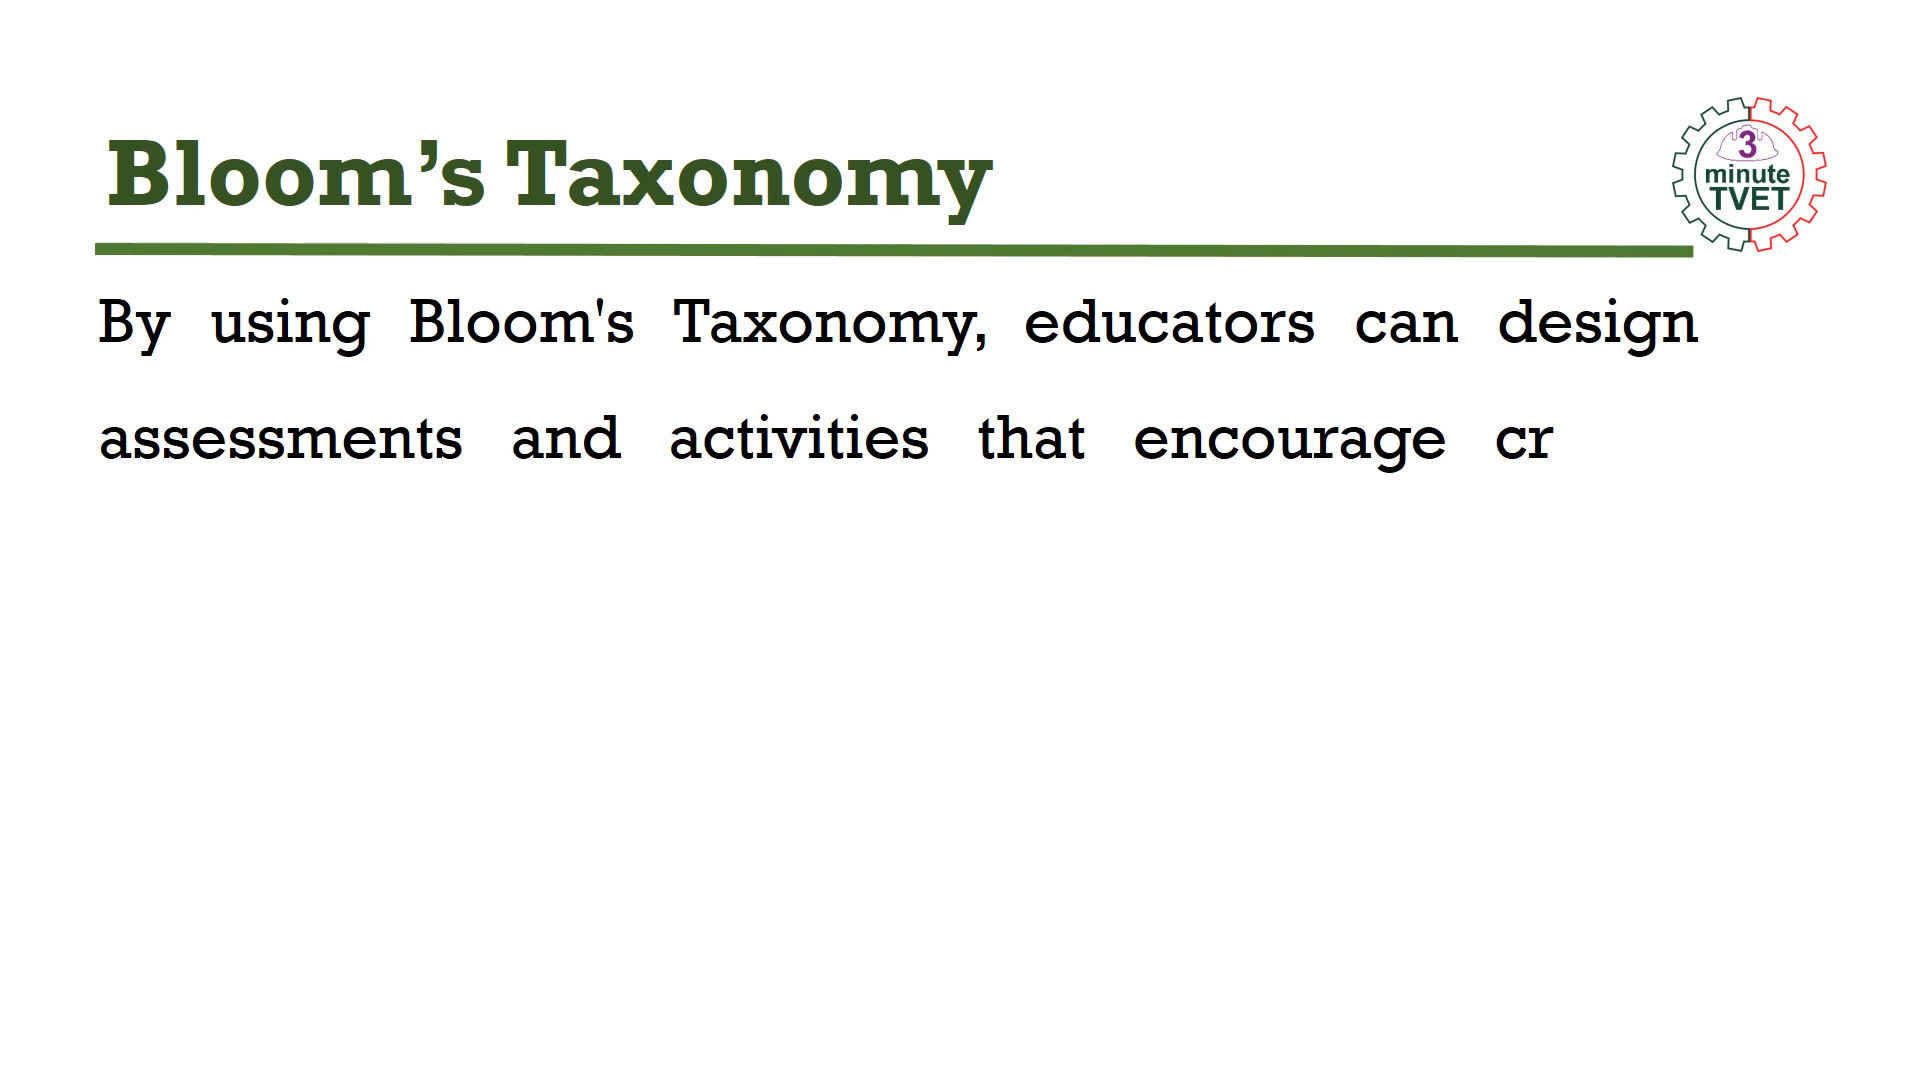 Bloom’s Taxonomy
3
minute
TVET
By using Bloom's Taxonomy, educators can design
assessments and activities that encourage cr